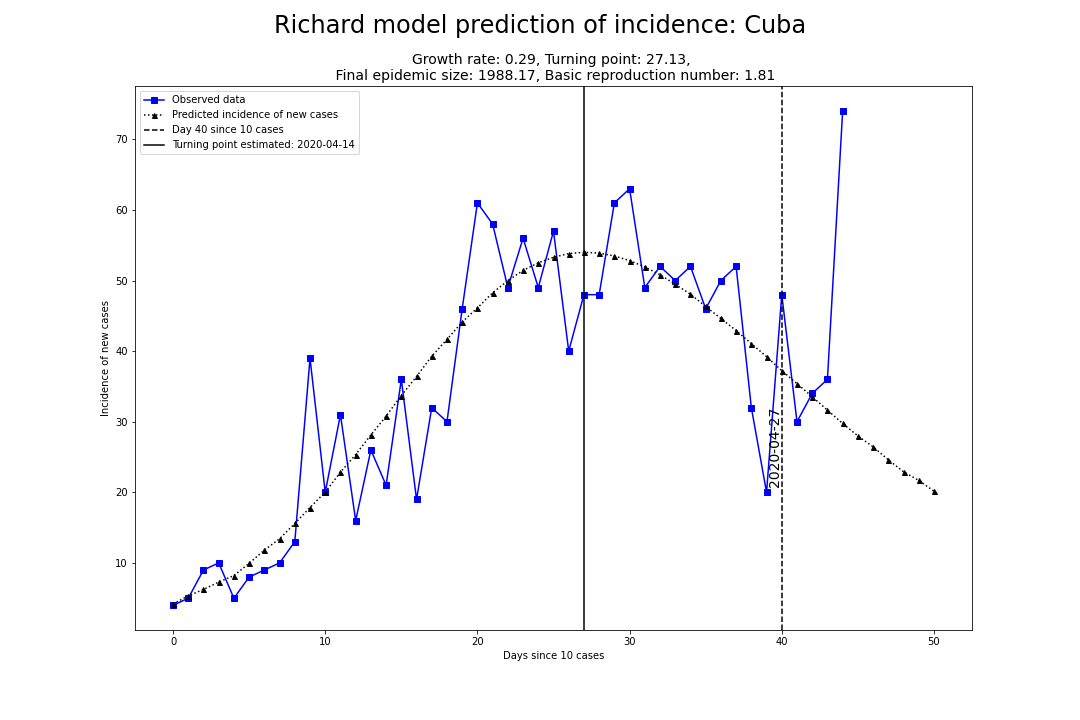 Richard model prediction of incidence: Cuba
Growth rate: 0.29, Turning point: 27.13,
Final epidemic size: 1988.17, Basic reproduction number: 1.81
Observed data
Predicted incidence of new cases
Day 40 since 10 cases
Turning point estimated: 2020-04-14
Incidence of new cases
70
60
50
40
30
20
10
2020-04-27
0 10 20 30 40 50
Days since 10 cases